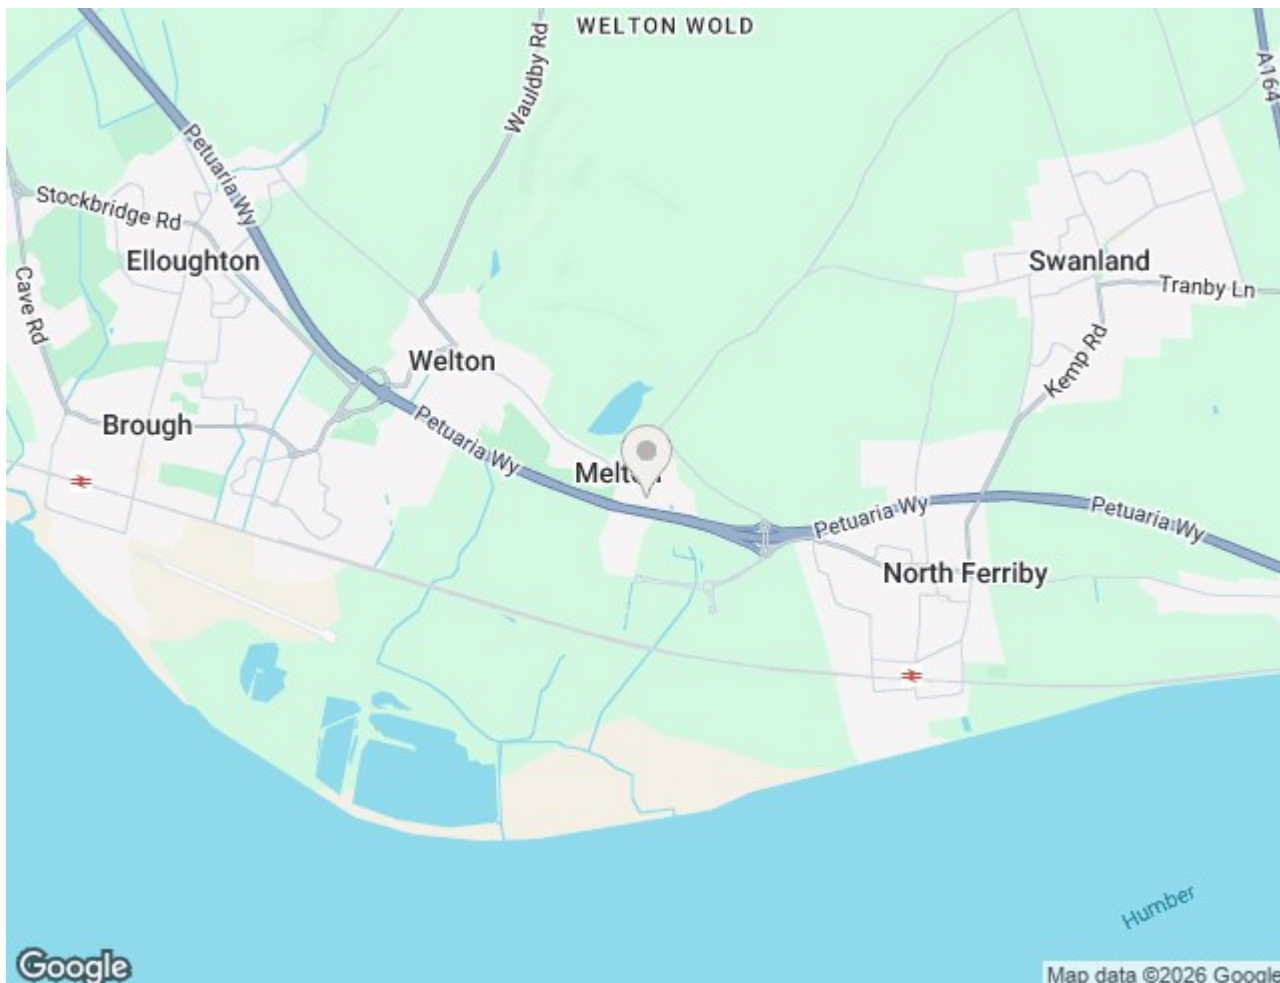 WELTON WOLD
Wauldby Rd
A164
Petuaria Wy
Stockbridge Rd
Elloughton
Swanland
Tranby Ln
Cave Rd
Welton
Kemp Rd
Brough
Petuaria Wy
Melton
Petuaria Wy
Petuaria Wy
North Ferriby
Humber
Google
Map data ©2026 Google